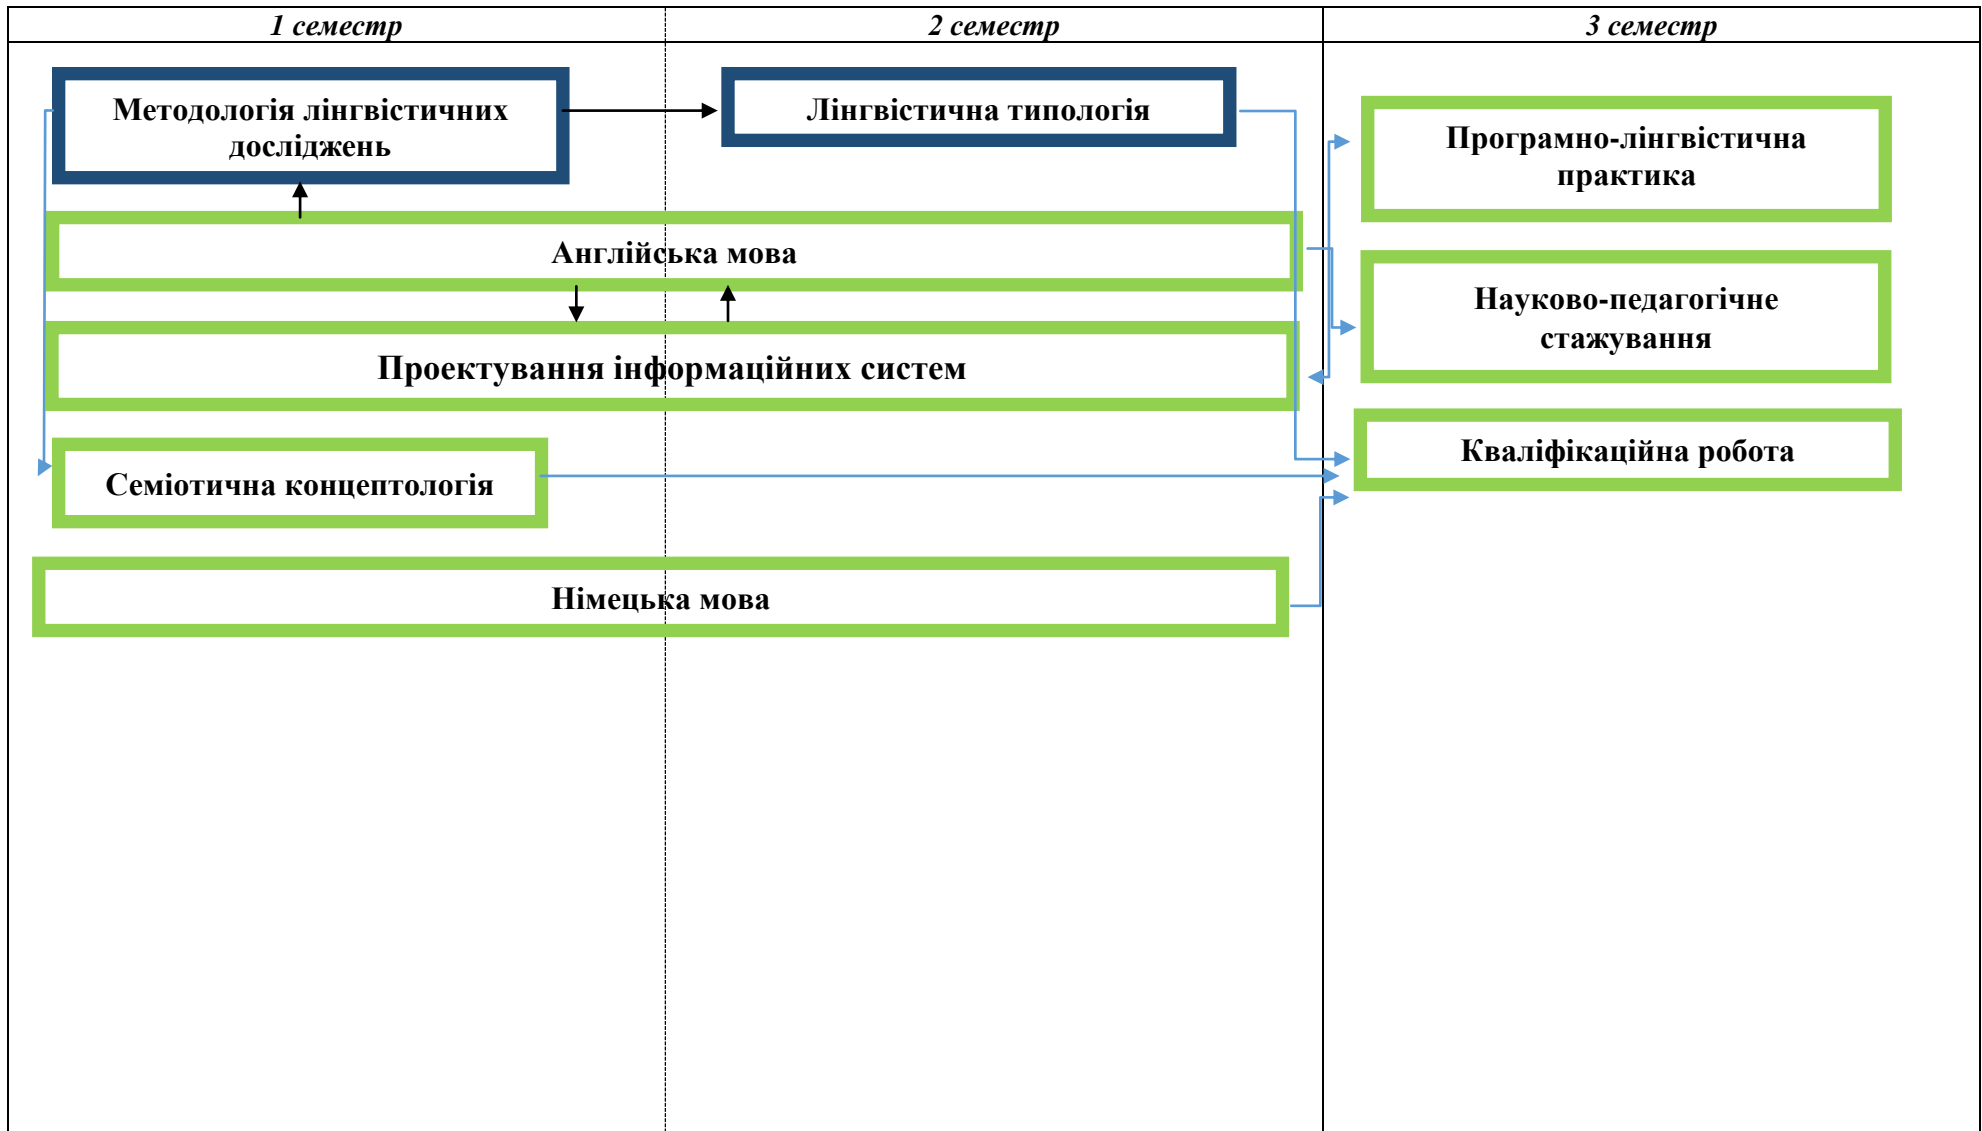 1 семестр
2 семестр
3 семестр
Методологія лінгвістичних
досліджень
Лінгвістична типологія
Програмно-лінгвістична
практика
Англійська мова
Науково-педагогічне
стажування
Проектування інформаційних систем
Кваліфікаційна робота
Семіотична концептологія
Німецька мова